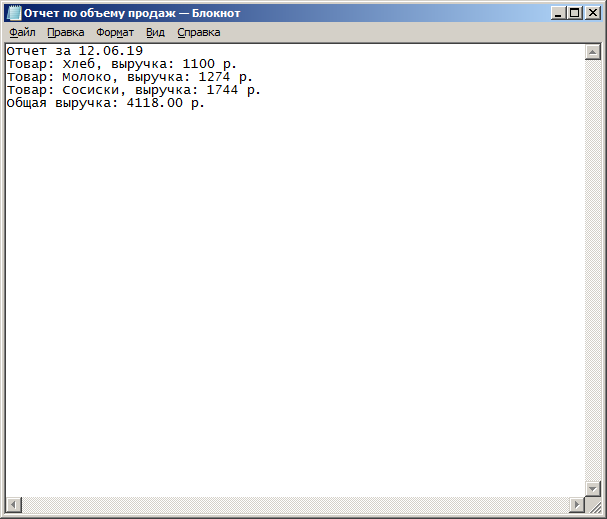 Отчет по объему продаж — Блокнот
Файл Правка Формат Вид Справка
Отчет за 12.06.19
Товар: Хлеб, выручка: 1100 р.
Товар: Молоко, выручка: 1274 р.
Товар: Сосиски, выручка: 1744 р.
Общая выручка: 4118.00 р.